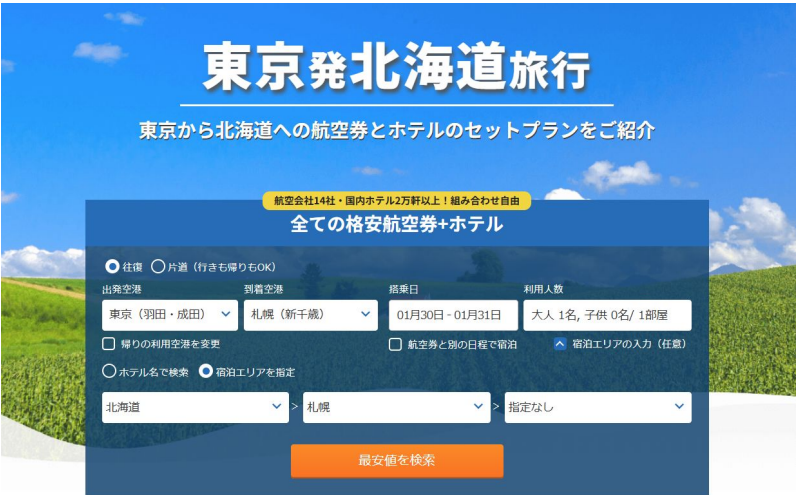 東京発北海道旅行
東京から北海道への航空券とホテルのセットプランをご紹介
航空会社14社・国内ホテル2万軒以上！組み合わせ自由
全ての格安航空券+ホテル
往復 片道（行きも帰りもOK）
出発空港 到着空港 搭乗日 利用人数
東京（羽田・成田） 札幌（新千歳） 01月30日 - 01月31日 大人 1名, 子供 0名/ 1部屋
帰りの利用空港を変更 航空券と別の日程で宿泊 宿泊エリアの入力（任意）
ホテル名で検索 宿泊エリアを指定
北海道 > 札幌 > 指定なし
最安値を検索